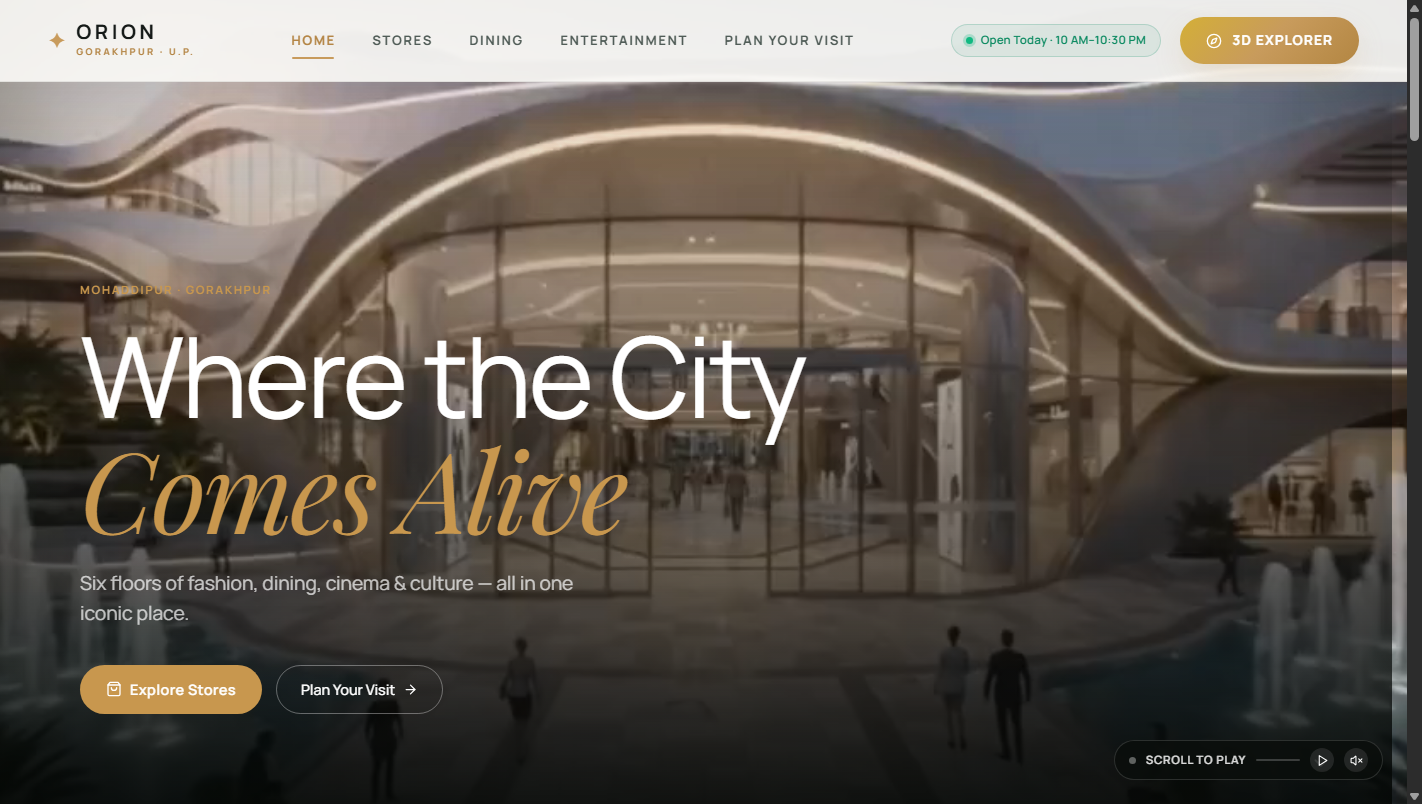 ORION
GORAKHPUR · U.P.
HOME
STORES
DINING
ENTERTAINMENT
PLAN YOUR VISIT
Open Today · 10 AM–10:30 PM
3D EXPLORER
MOHADDIPUR · GORAKHPUR
Where the City
Comes Alive
Six floors of fashion, dining, cinema & culture — all in one
iconic place.
Explore Stores
Plan Your Visit →
SCROLL TO PLAY